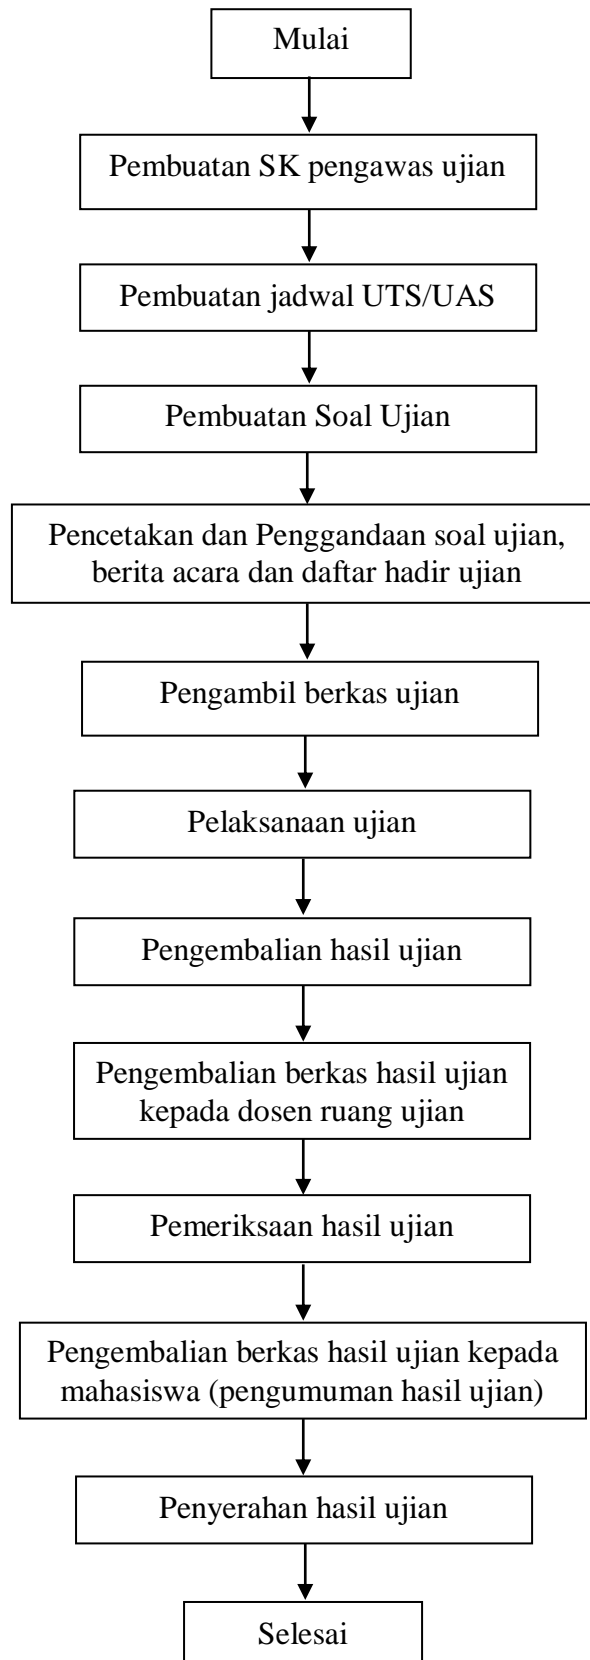 Mulai
Pembuatan SK pengawas ujian
Pembuatan jadwal UTS/UAS
Pembuatan Soal Ujian
Pencetakan dan Penggandaan soal ujian,
berita acara dan daftar hadir ujian
Pengambil berkas ujian
Pelaksanaan ujian
Pengembalian hasil ujian
Pengembalian berkas hasil ujian
kepada dosen ruang ujian
Pemeriksaan hasil ujian
Pengembalian berkas hasil ujian kepada
mahasiswa (pengumuman hasil ujian)
Penyerahan hasil ujian
Selesai